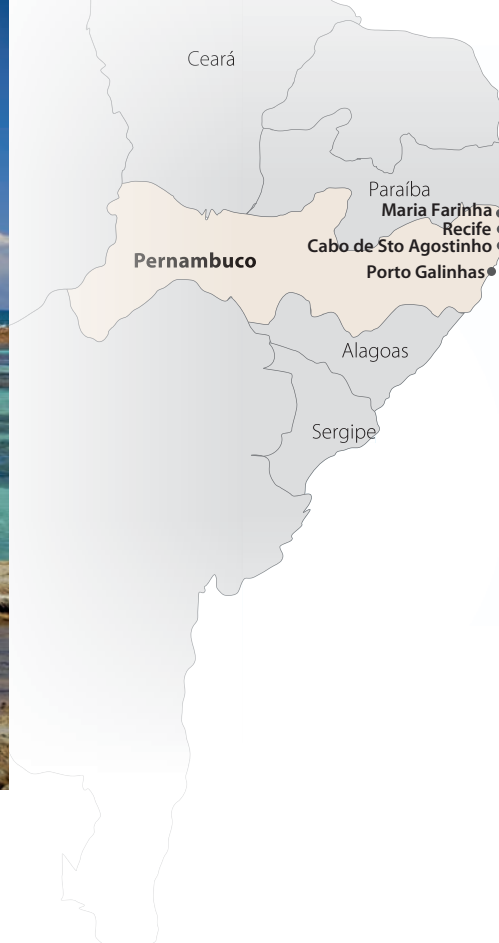 Ceará
Paraíba
Maria Farinha
Recife
Cabo de Sto Agostinho
Pernambuco
Porto Galinhas
Alagoas
Sergipe